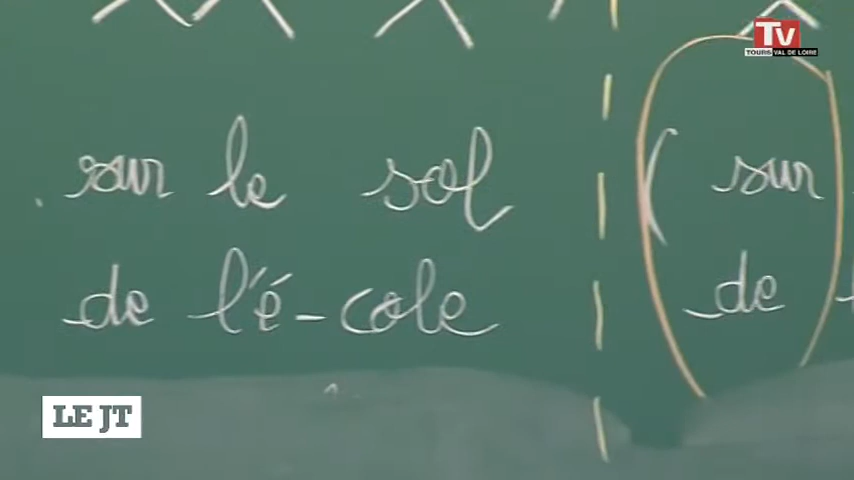 TV
TOURS VAL DE LOIRE
sur le sol
de l'é-cole
( sur
de
LE JT